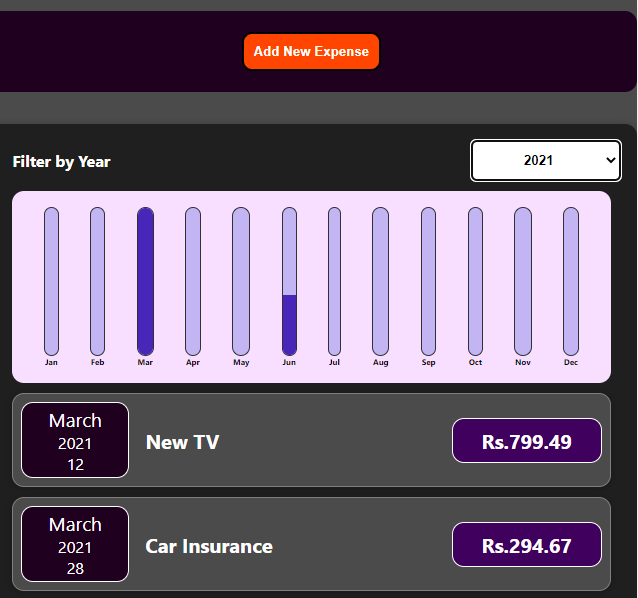 Add New Expense
Filter by Year
2021
Jan Feb Mar Apr May Jun Jul Aug Sep Oct Nov Dec
March
2021
12
New TV
Rs.799.49
March
2021
28
Car Insurance
Rs.294.67